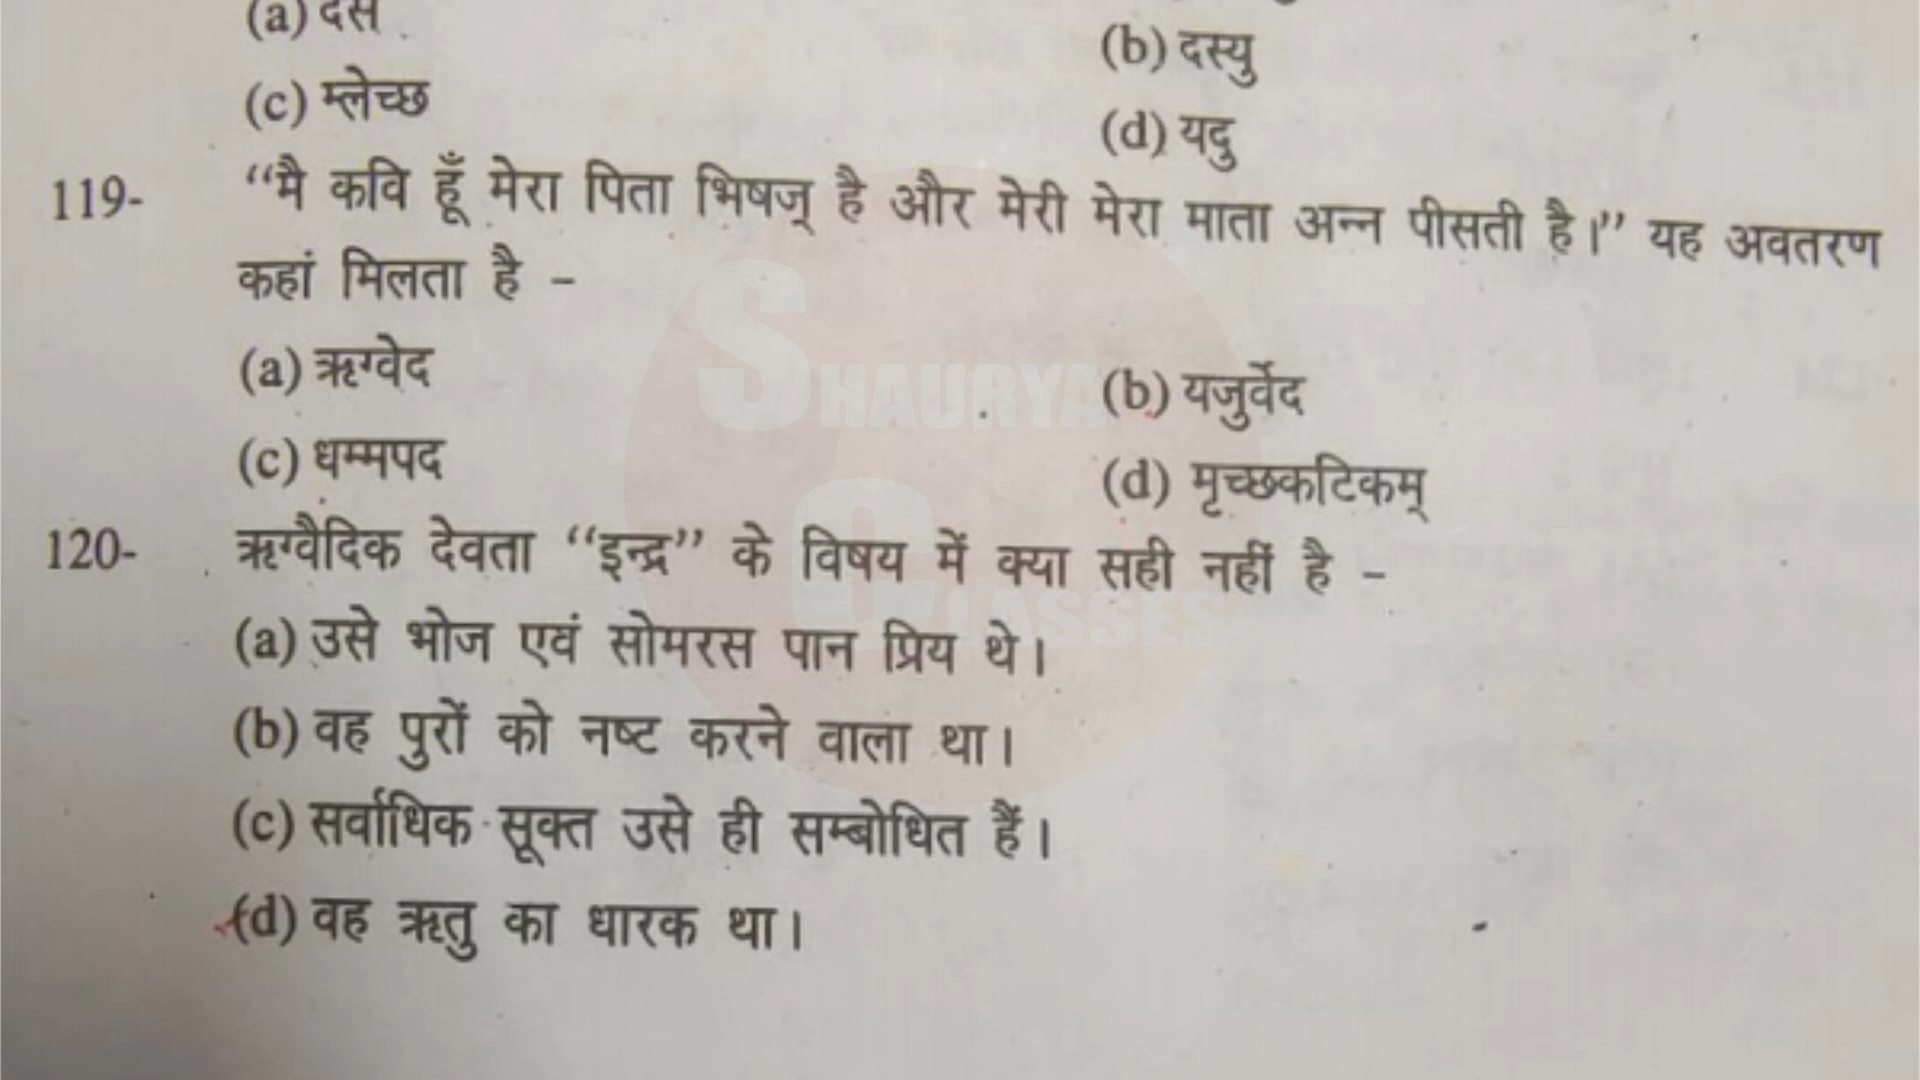 (a) दस
(b) दस्यु
(c) म्लेच्छ
(d) यदु
119- “मै कवि हूँ मेरा पिता भिषज् है और मेरी मेरा माता अन्न पीसती है।” यह अवतरण
कहां मिलता है -
(a) ऋग्वेद
(b) यजुर्वेद
(c) धम्मपद
(d) मृच्छकटिकम्
120- ऋग्वैदिक देवता “इन्द्र” के विषय में क्या सही नहीं है -
(a) उसे भोज एवं सोमरस पान प्रिय थे।
(b) वह पुरों को नष्ट करने वाला था।
(c) सर्वाधिक सूक्त उसे ही सम्बोधित हैं।
(d) वह ऋतु का धारक था।
SHAURYA
CLASSES